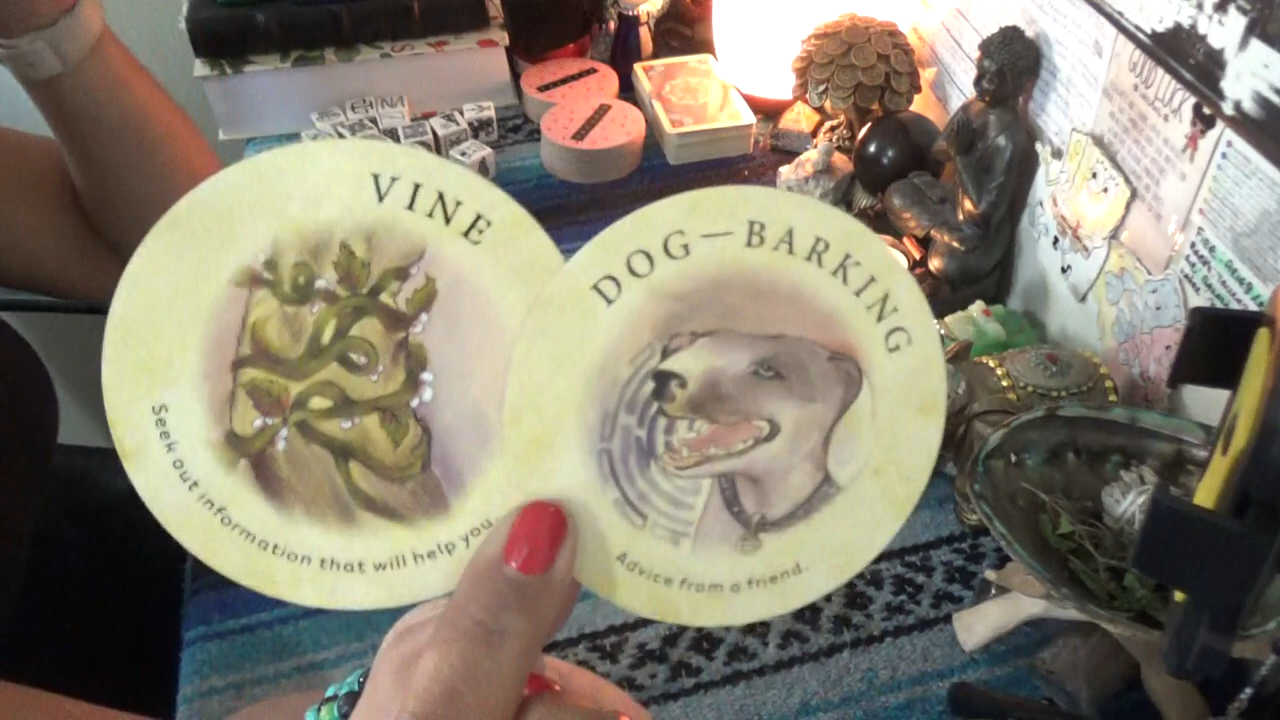 VINE
Seek out information that will help you.
DOG—BARKING
Advice from a friend.
GOOD LUCK